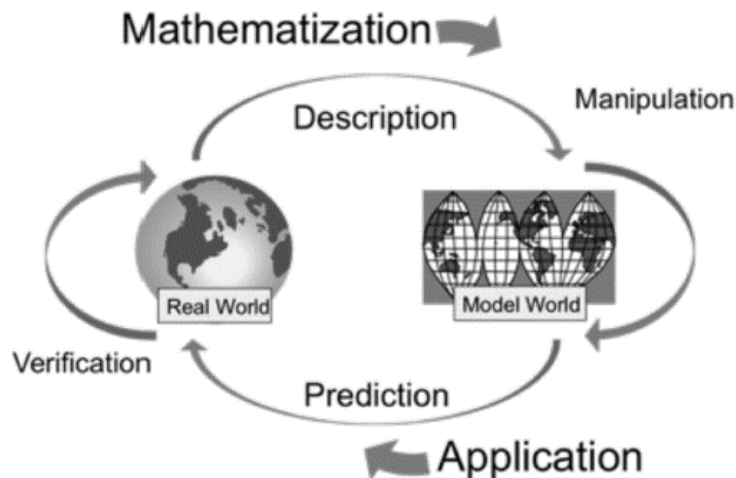 Mathematization
Description
Manipulation
Real World
Model World
Verification
Prediction
Application